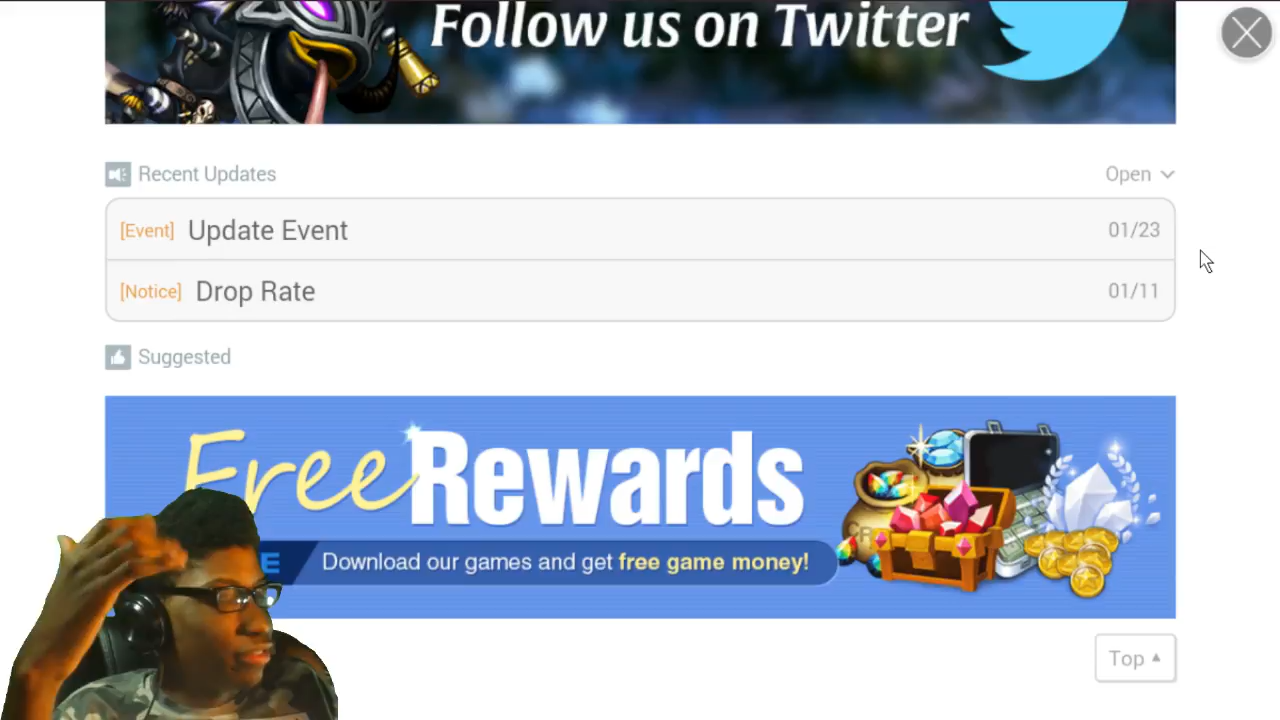 Follow us on Twitter
Recent Updates
Open
[Event] Update Event 01/23
[Notice] Drop Rate 01/11
Suggested
Free Rewards
Download our games and get free game money!
Top